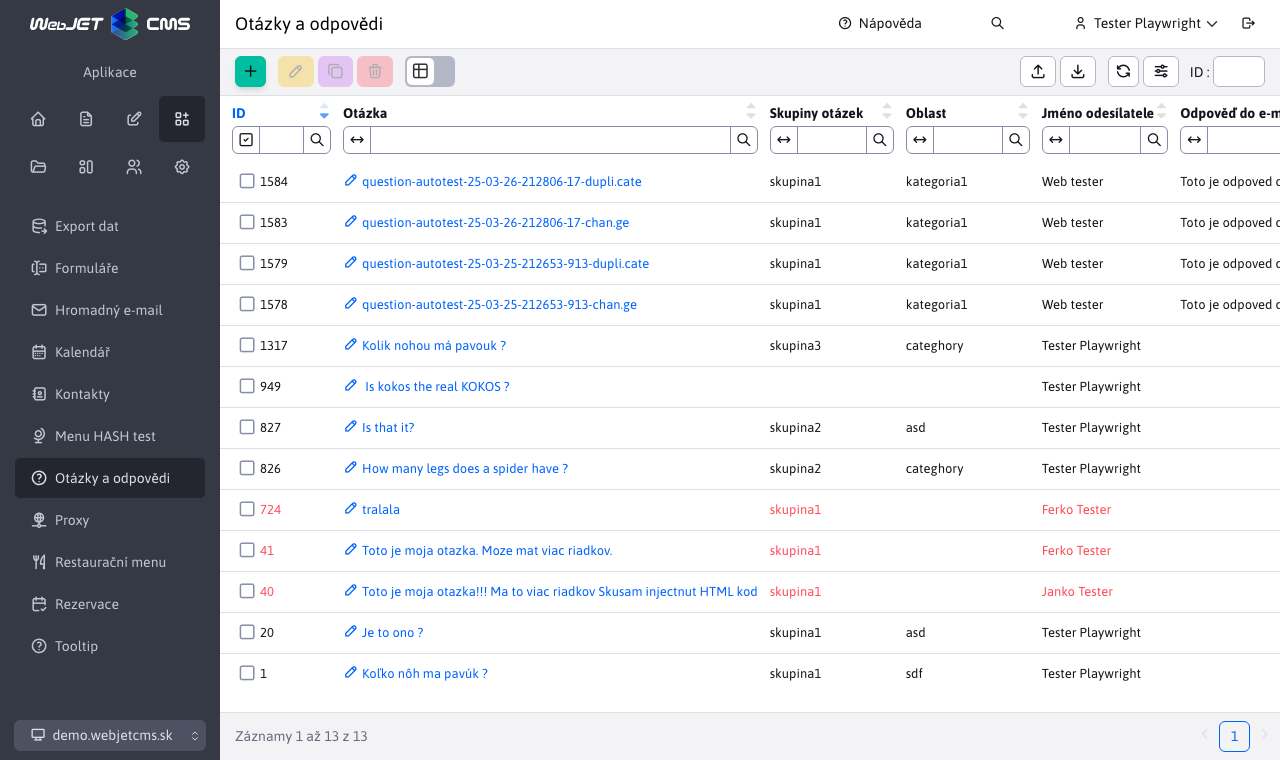 WebJET CMS
Otázky a odpovědi
Nápověda
Tester Playwright
Aplikace
ID :
Export dat
Formuláře
Hromadný e-mail
Kalendář
Kontakty
Menu HASH test
Otázky a odpovědi
Proxy
Restaurační menu
Rezervace
Tooltip
demo.webjetcms.sk
ID Otázka Skupiny otázek Oblast Jméno odesílatele Odpověď do e-m
1584 question-autotest-25-03-26-212806-17-dupli.cate skupina1 kategoria1 Web tester Toto je odpoved
1583 question-autotest-25-03-26-212806-17-chan.ge skupina1 kategoria1 Web tester Toto je odpoved
1579 question-autotest-25-03-25-212653-913-dupli.cate skupina1 kategoria1 Web tester Toto je odpoved
1578 question-autotest-25-03-25-212653-913-chan.ge skupina1 kategoria1 Web tester Toto je odpoved
1317 Kolik nohou má pavouk ? skupina3 categhory Tester Playwright
949 Is kokos the real KOKOS ? Tester Playwright
827 Is that it? skupina2 asd Tester Playwright
826 How many legs does a spider have ? skupina2 categhory Tester Playwright
724 tralala skupina1 Ferko Tester
41 Toto je moja otazka. Moze mat viac riadkov. skupina1 Ferko Tester
40 Toto je moja otazka!!! Ma to viac riadkov Skusam injectnut HTML kod skupina1 Janko Tester
20 Je to ono ? skupina1 asd Tester Playwright
1 Koľko nôh ma pavúk ? skupina1 sdf Tester Playwright
Záznamy 1 až 13 z 13
1